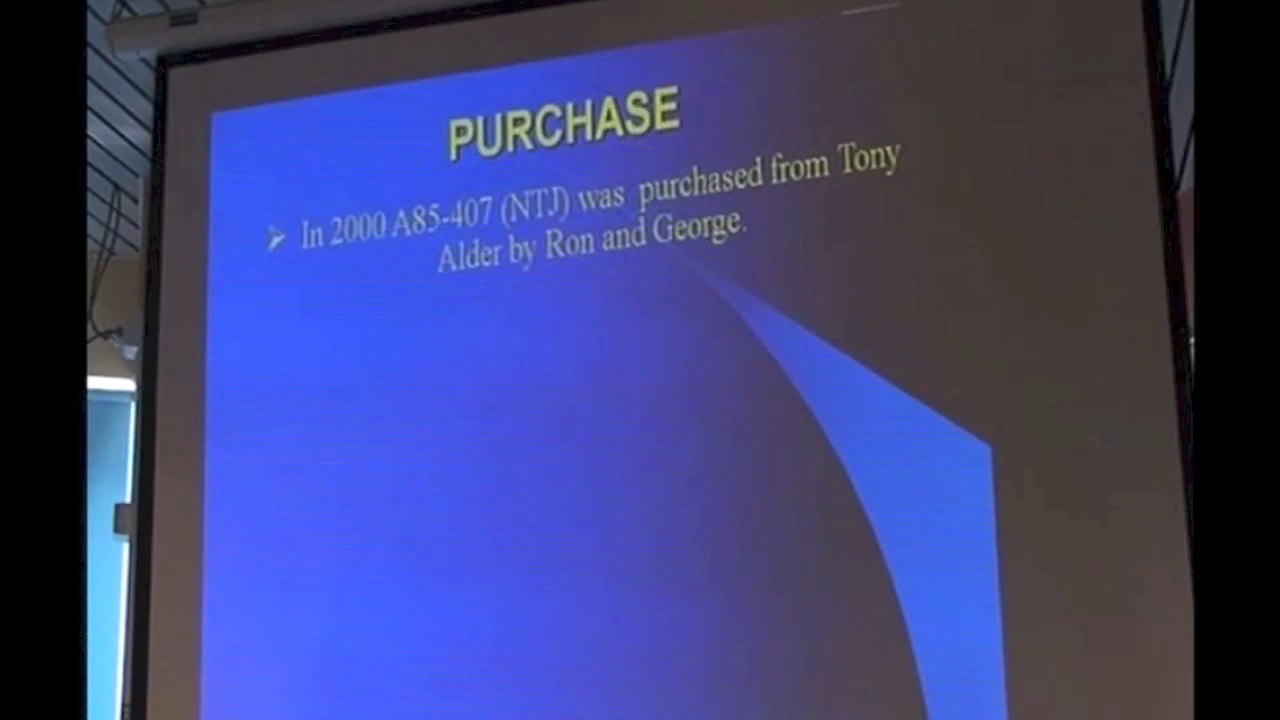 PURCHASE
➢ In 2000 A85-407 (NTJ) was purchased from Tony
Alder by Ron and George.